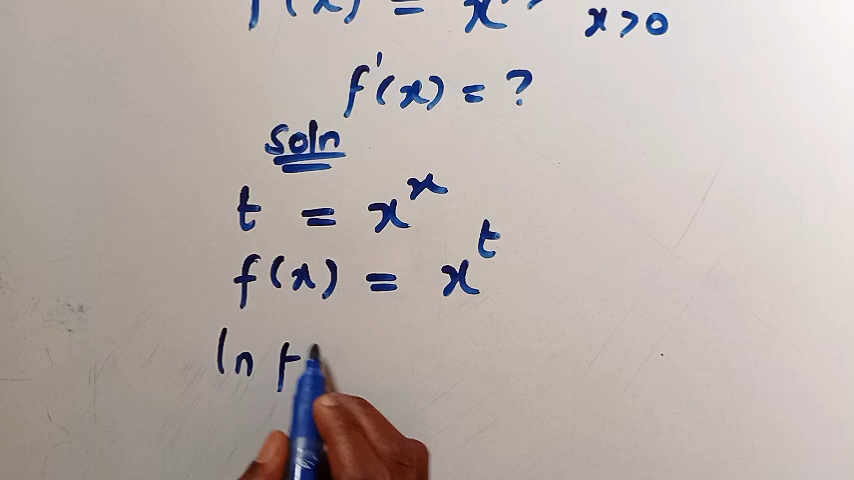 f(x) = x x>0
f'(x) = ?
Soln
t = x^x
f(x) = x^t
ln f